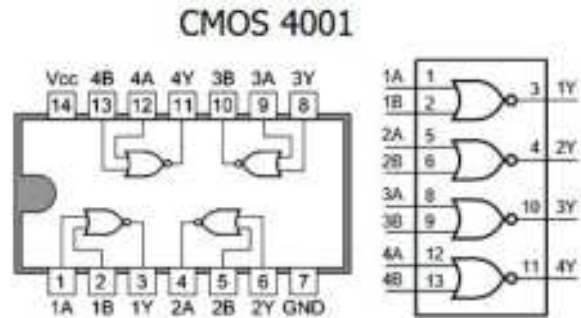 CMOS 4001
Vcc 4B 4A 4Y 3B 3A 3Y
14 13 12 11 10 9 8
1 2 3 4 5 6 7
1A 1B 1Y 2A 2B 2Y GND
1A 1 3 1Y
1B 2
2A 5 4 2Y
2B 6
3A 8 10 3Y
3B 9
4A 12 11 4Y
4B 13